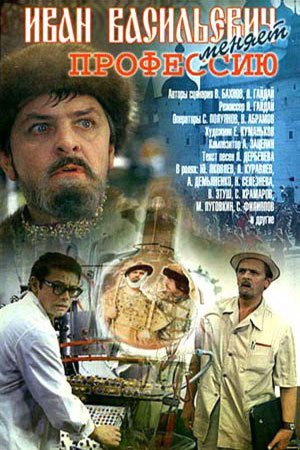 ИВАН ВАСИЛЬЕВИЧ
меняет
ПРОФЕССИЮ
Авторы сценария В. БАХНОВ, Л. ГАЙДАЙ
Режиссер Л. ГАЙДАЙ
Операторы С. ПОЛУЯНОВ, В. АБРАМОВ
Художник Е. КУМАНЬКОВ
Композитор А. ЗАЦЕПИН
Текст песен Л. ДЕРБЕНЕВА
В ролях: Ю. ЯКОВЛЕВ, Л. КУРАВЛЕВ,
А. ДЕМЬЯНЕНКО, Н. СЕЛЕЗНЕВА,
В. ЭТУШ, С. КРАМАРОВ,
М. ПУГОВКИН, С. ФИЛИППОВ
и другие